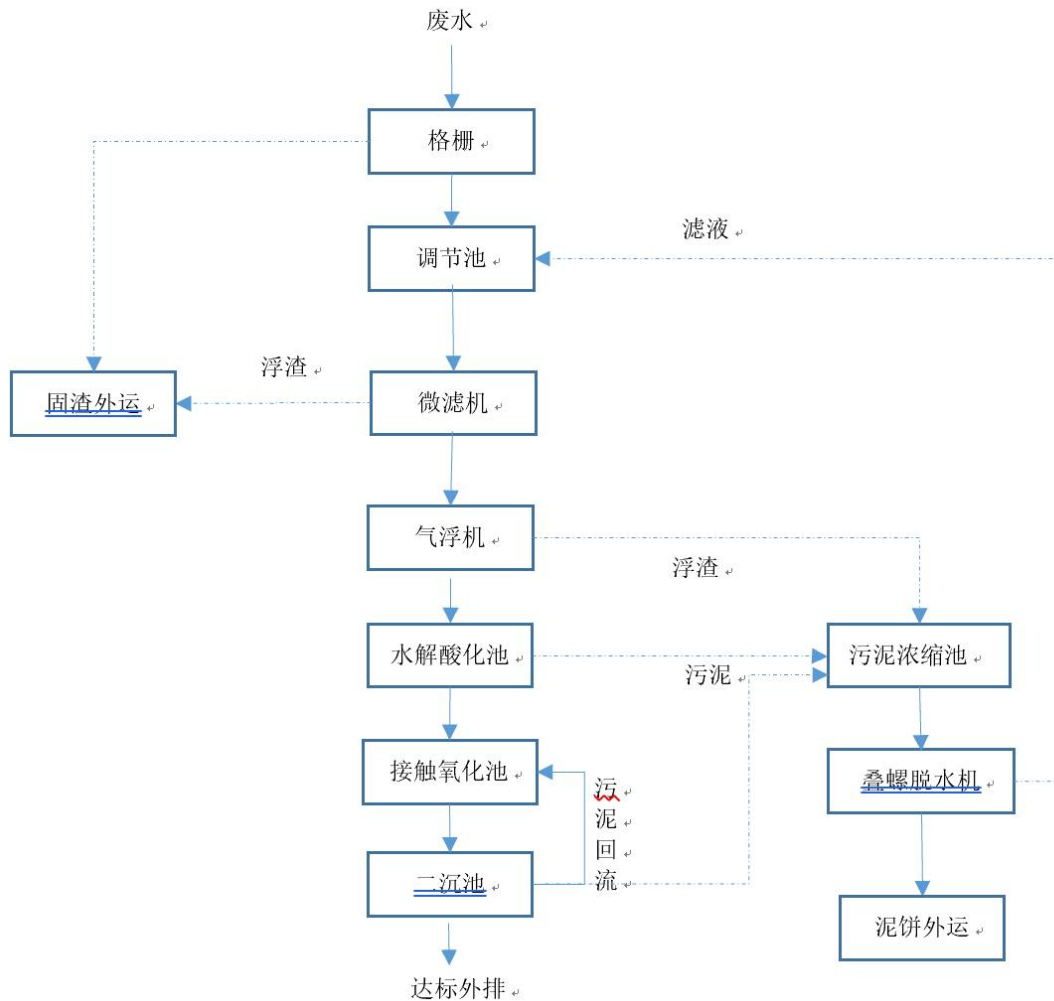 废水
格栅
滤液
调节池
浮渣
固渣外运
微滤机
气浮机
浮渣
水解酸化池
污泥浓缩池
污泥
接触氧化池
污
泥
回
流
叠螺脱水机
二沉池
泥饼外运
达标外排